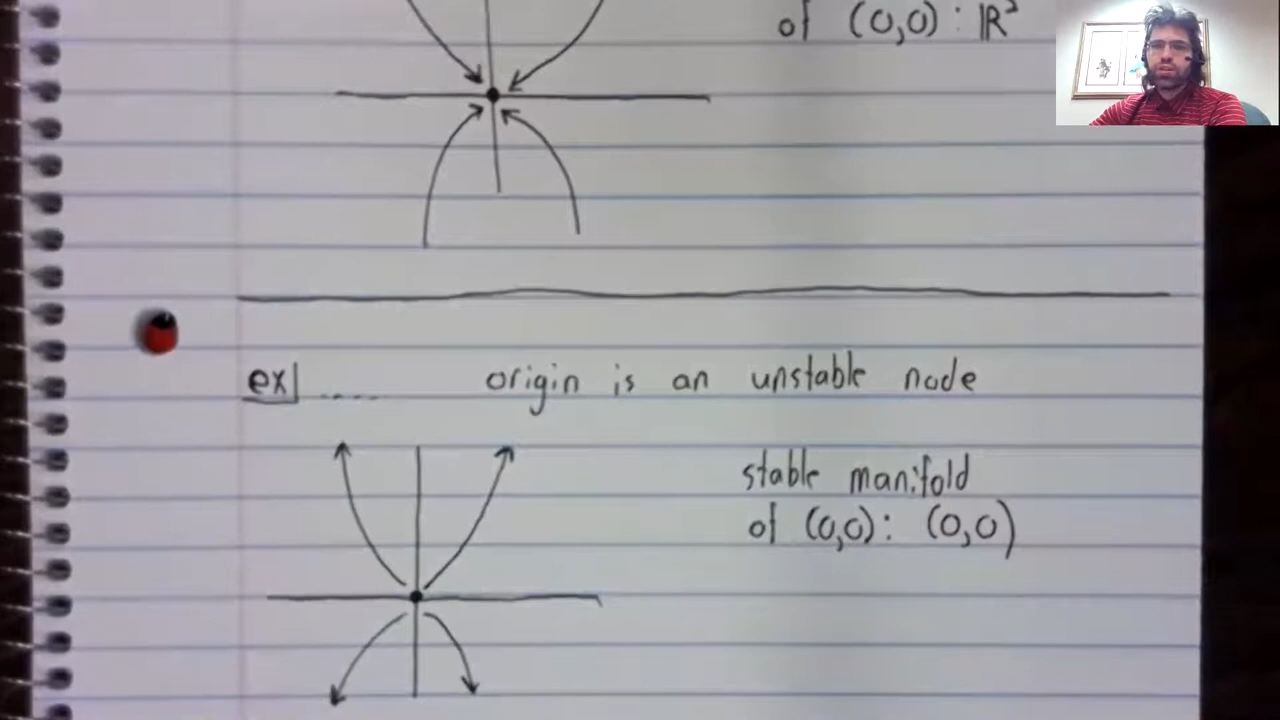 of (0,0) : ℝ²
ex .... origin is an unstable node
stable manifold
of (0,0): (0,0)